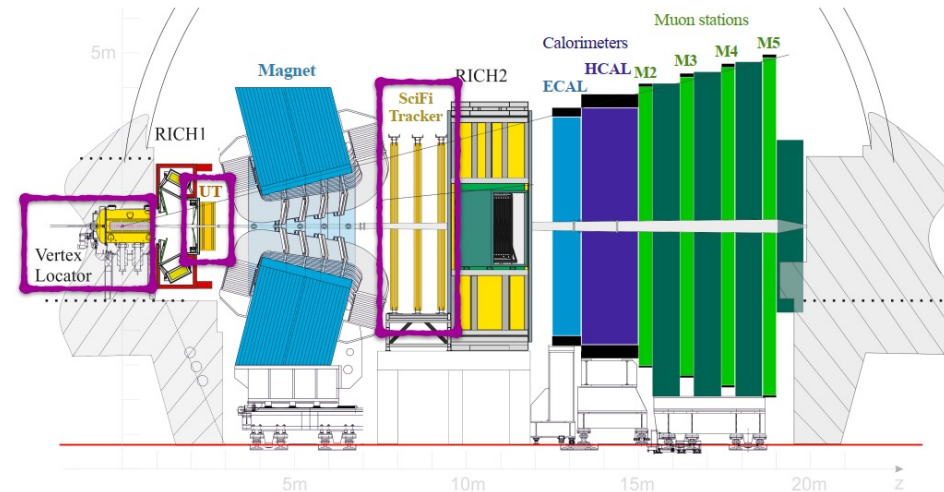 Muon stations
5m
M5
M4
Calorimeters
M3
HCAL
M2
Magnet
RICH2
ECAL
SciFi
Tracker
RICH1
UT
Vertex
Locator
5m
10m
15m
20m
z